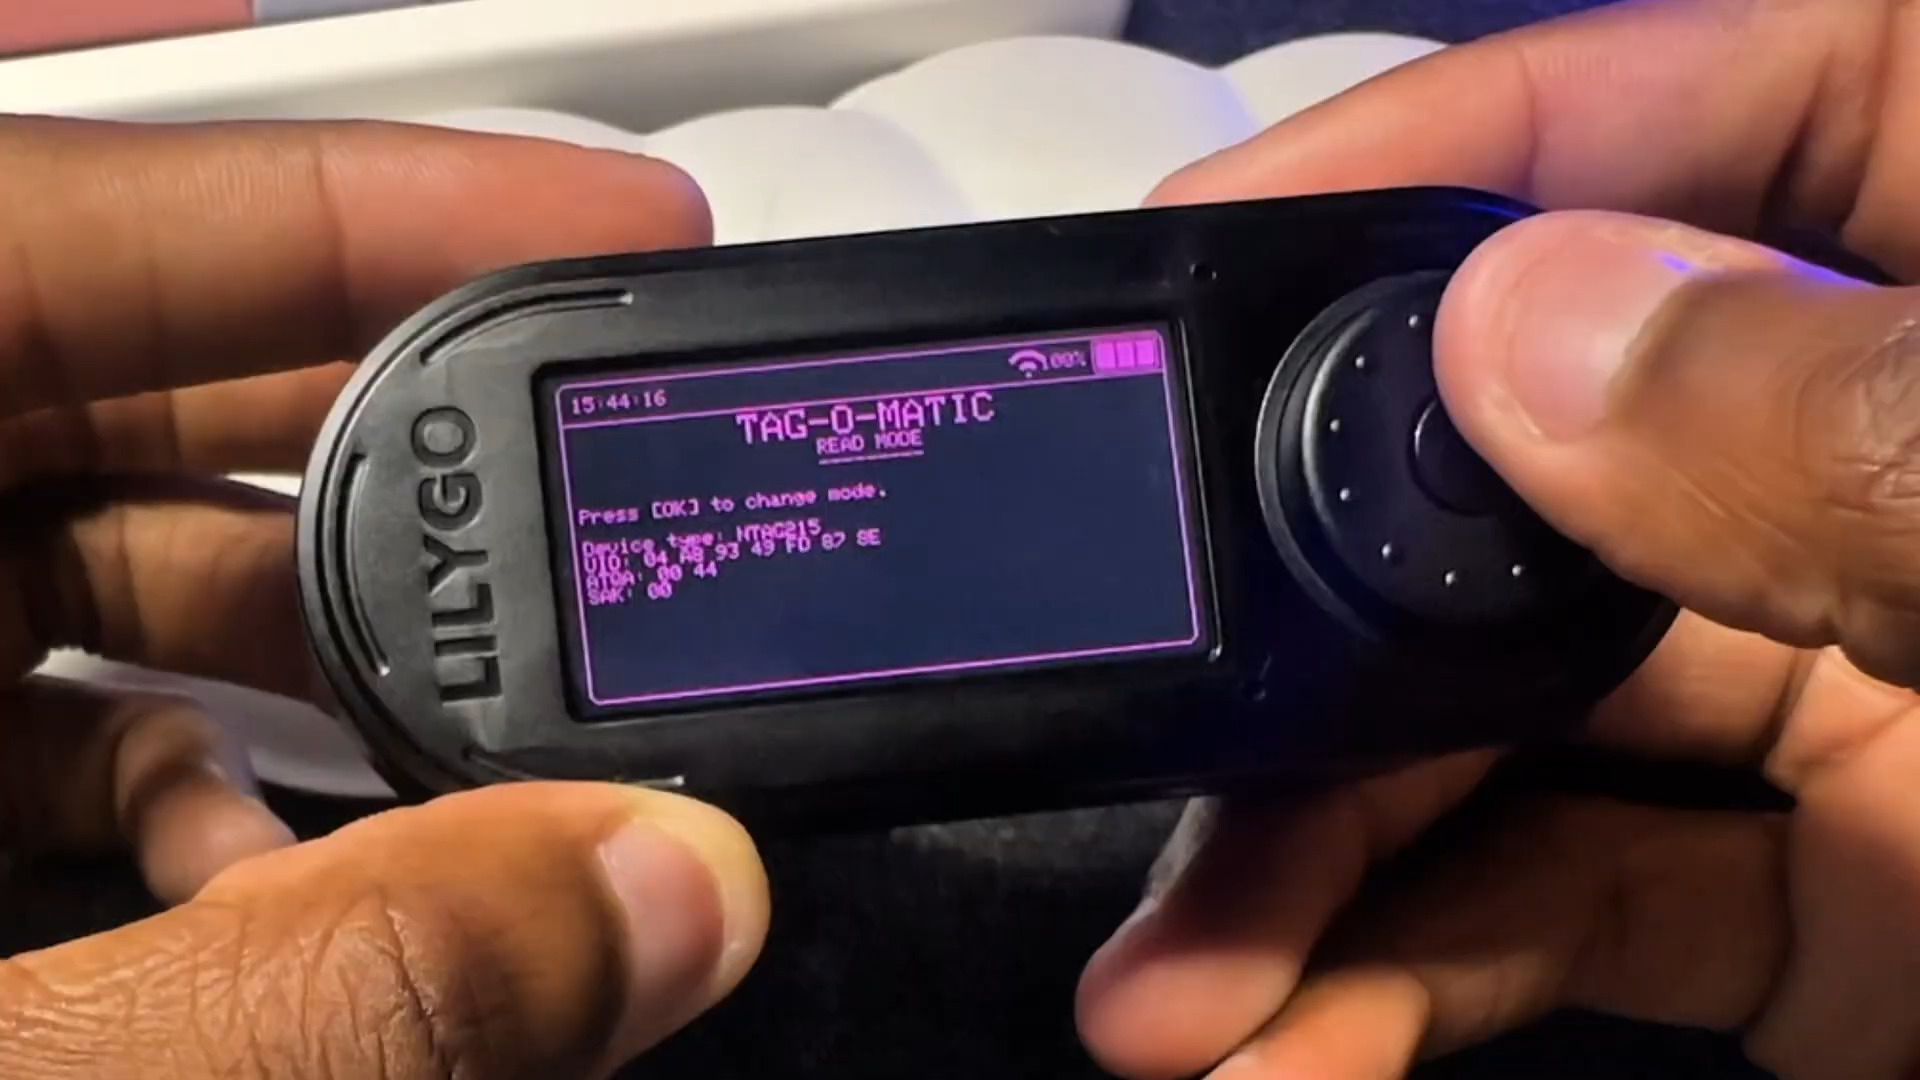 LILYGO
15:44:16
100%
TAG-O-MATIC
READ MODE
Press [OK] to change mode.
Device type: NTAG215
UID: 04 A8 93 49 FD 87 8E
ATQA: 00 44
SAK: 00